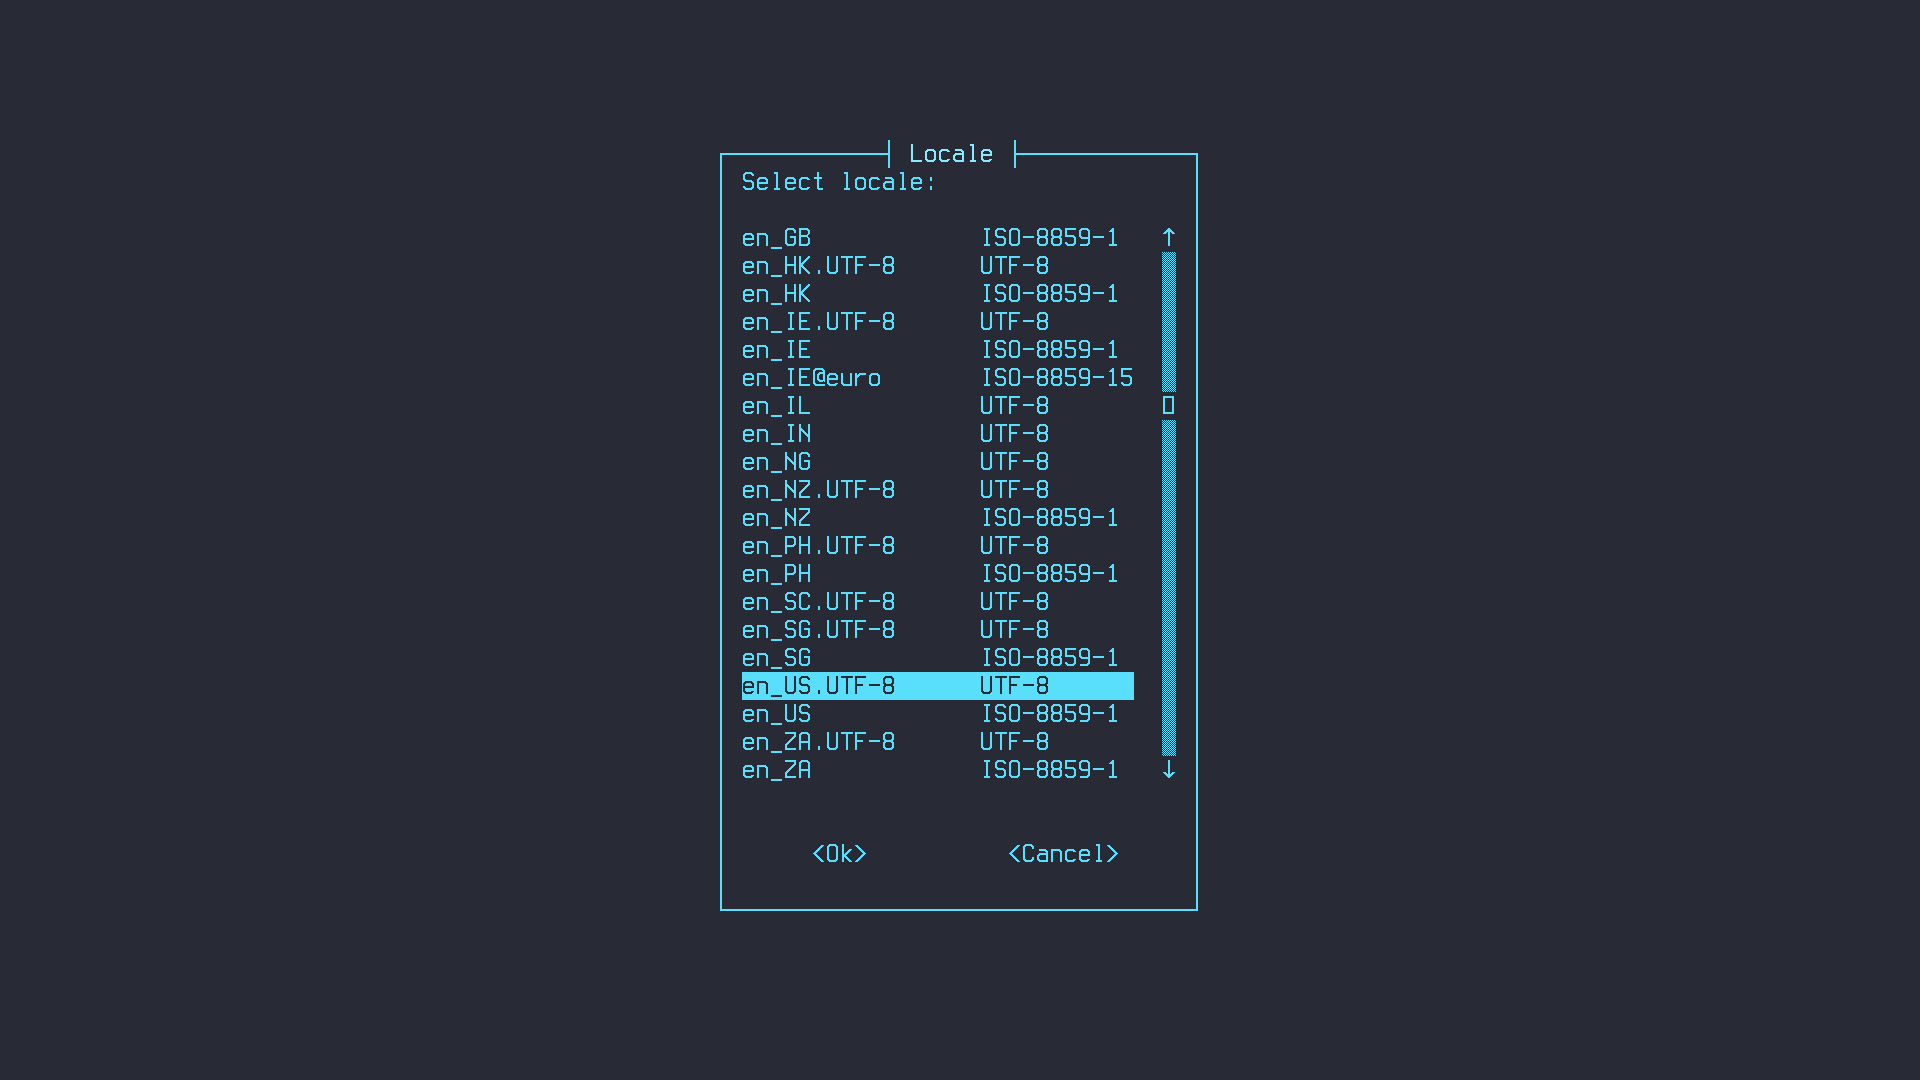 Locale
Select locale:
en_GB ISO-8859-1 ↑
en_HK.UTF-8 UTF-8
en_HK ISO-8859-1
en_IE.UTF-8 UTF-8
en_IE ISO-8859-1
en_IE@euro ISO-8859-15
en_IL UTF-8
en_IN UTF-8
en_NG UTF-8
en_NZ.UTF-8 UTF-8
en_NZ ISO-8859-1
en_PH.UTF-8 UTF-8
en_PH ISO-8859-1
en_SC.UTF-8 UTF-8
en_SG.UTF-8 UTF-8
en_SG ISO-8859-1
en_US.UTF-8 UTF-8
en_US ISO-8859-1
en_ZA.UTF-8 UTF-8
en_ZA ISO-8859-1 ↓
<Ok> <Cancel>